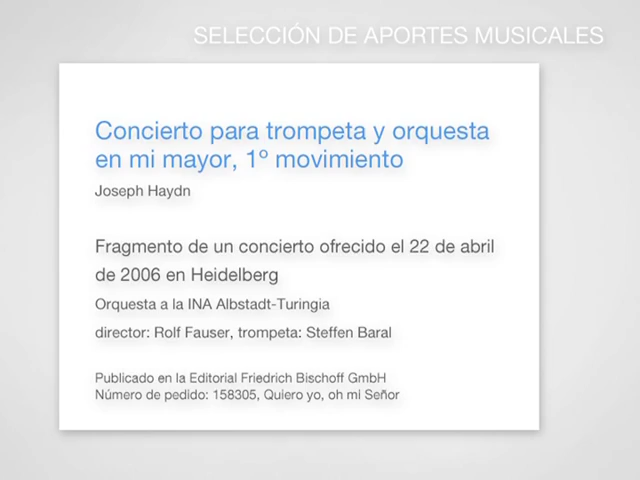 SELECCIÓN DE APORTES MUSICALES
Concierto para trompeta y orquesta
en mi mayor, 1º movimiento
Joseph Haydn
Fragmento de un concierto ofrecido el 22 de abril
de 2006 en Heidelberg
Orquesta a la INA Albstadt-Turingia
director: Rolf Fauser, trompeta: Steffen Baral
Publicado en la Editorial Friedrich Bischoff GmbH
Número de pedido: 158305, Quiero yo, oh mi Señor